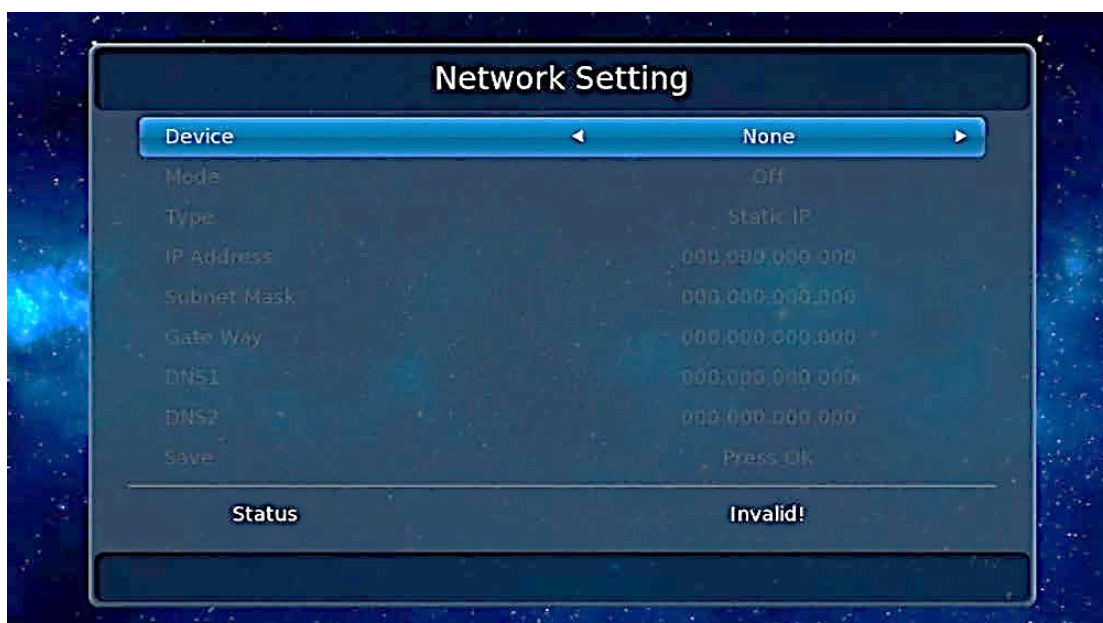 Network Setting
Device None
Mode Off
Type Static IP
IP Address 000.000.000.000
Subnet Mask 000.000.000.000
Gate Way 000.000.000.000
DNS1 000.000.000.000
DNS2 000.000.000.000
Save Press Ok
Status Invalid!